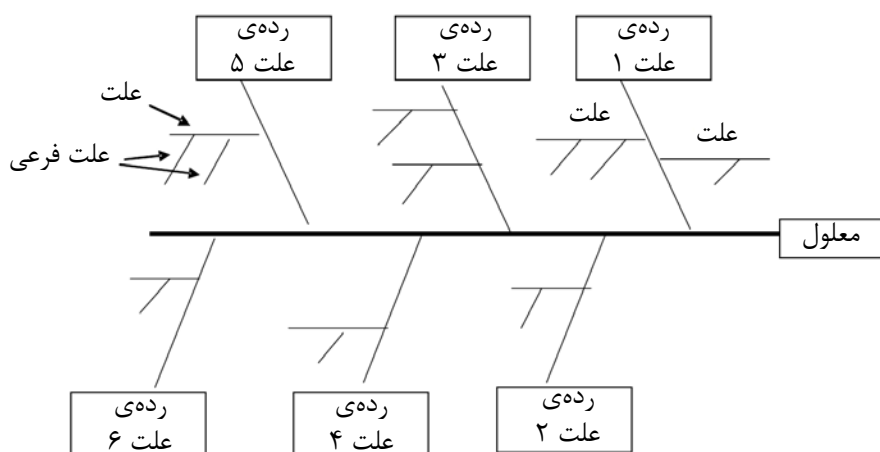 رده‌ی
علت ۱
رده‌ی
علت ۳
رده‌ی
علت ۵
علت
علت
علت
علت فرعی
معلول
رده‌ی
علت ۲
رده‌ی
علت ۴
رده‌ی
علت ۶